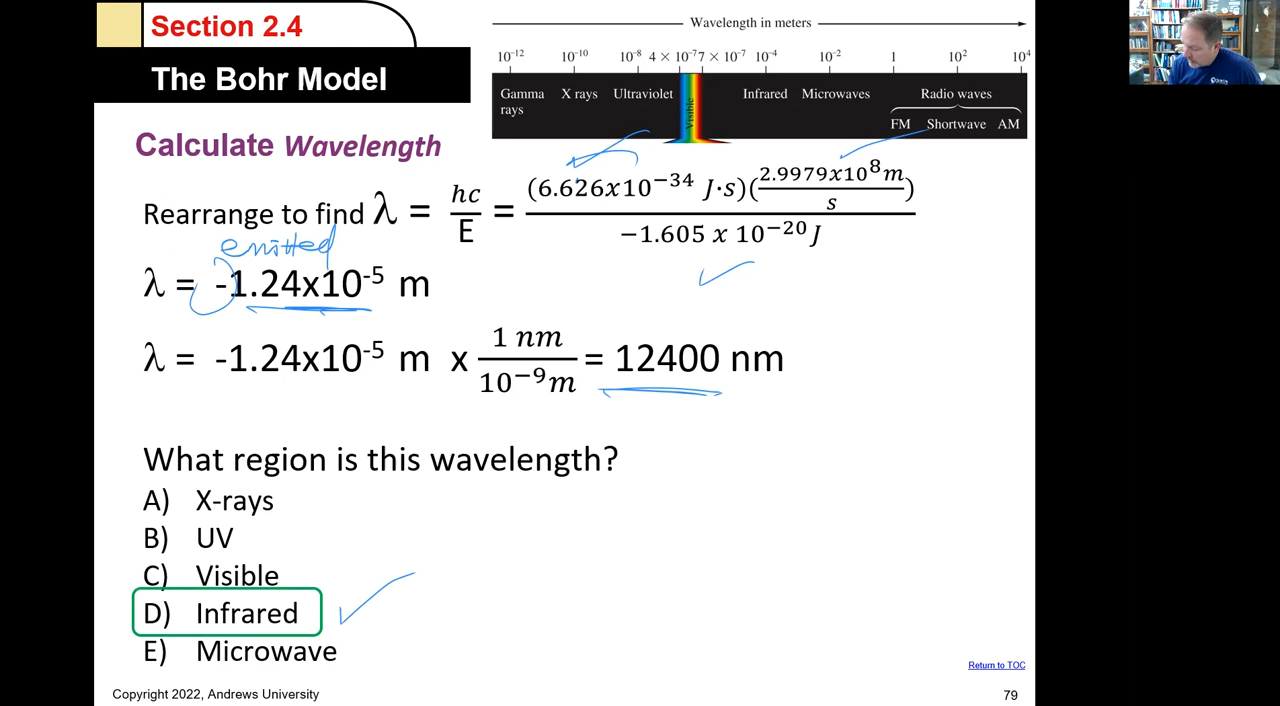 Section 2.4
The Bohr Model
Wavelength in meters
10⁻¹² 10⁻¹⁰ 10⁻⁸ 4 × 10⁻⁷ 7 × 10⁻⁷ 10⁻⁴ 10⁻² 1 10² 10⁴
Gamma rays X rays Ultraviolet Visible Infrared Microwaves Radio waves
FM Shortwave AM
Calculate Wavelength
Rearrange to find λ = hc/E = (6.626x10⁻³⁴ J·s)(2.9979x10⁸m/s)/−1.605 x 10⁻²⁰J
emitted
λ = -1.24x10⁻⁵ m
λ = -1.24x10⁻⁵ m x 1 nm/10⁻⁹m = 12400 nm
What region is this wavelength?
A) X-rays
B) UV
C) Visible
D) Infrared
E) Microwave
Return to TOC
Copyright 2022, Andrews University 79